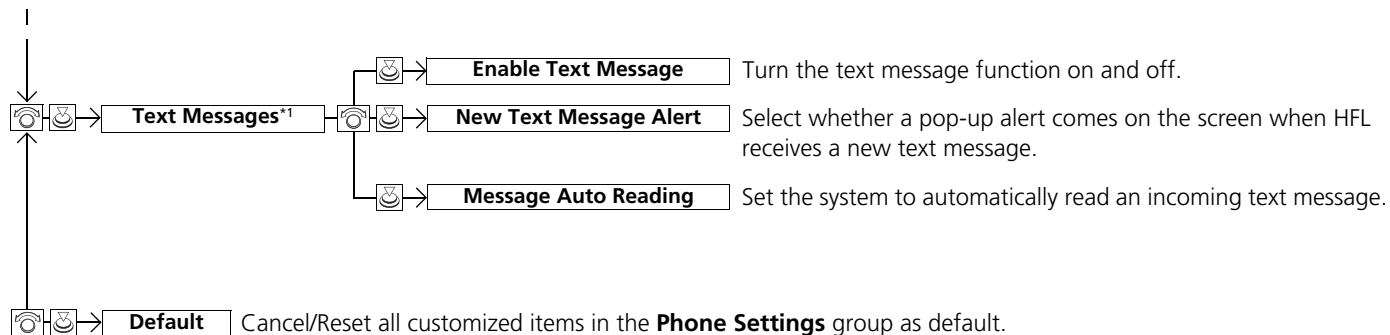 Enable Text Message Turn the text message function on and off.
Text Messages*1 New Text Message Alert Select whether a pop-up alert comes on the screen when HFL
receives a new text message.
Message Auto Reading Set the system to automatically read an incoming text message.
Default Cancel/Reset all customized items in the Phone Settings group as default.